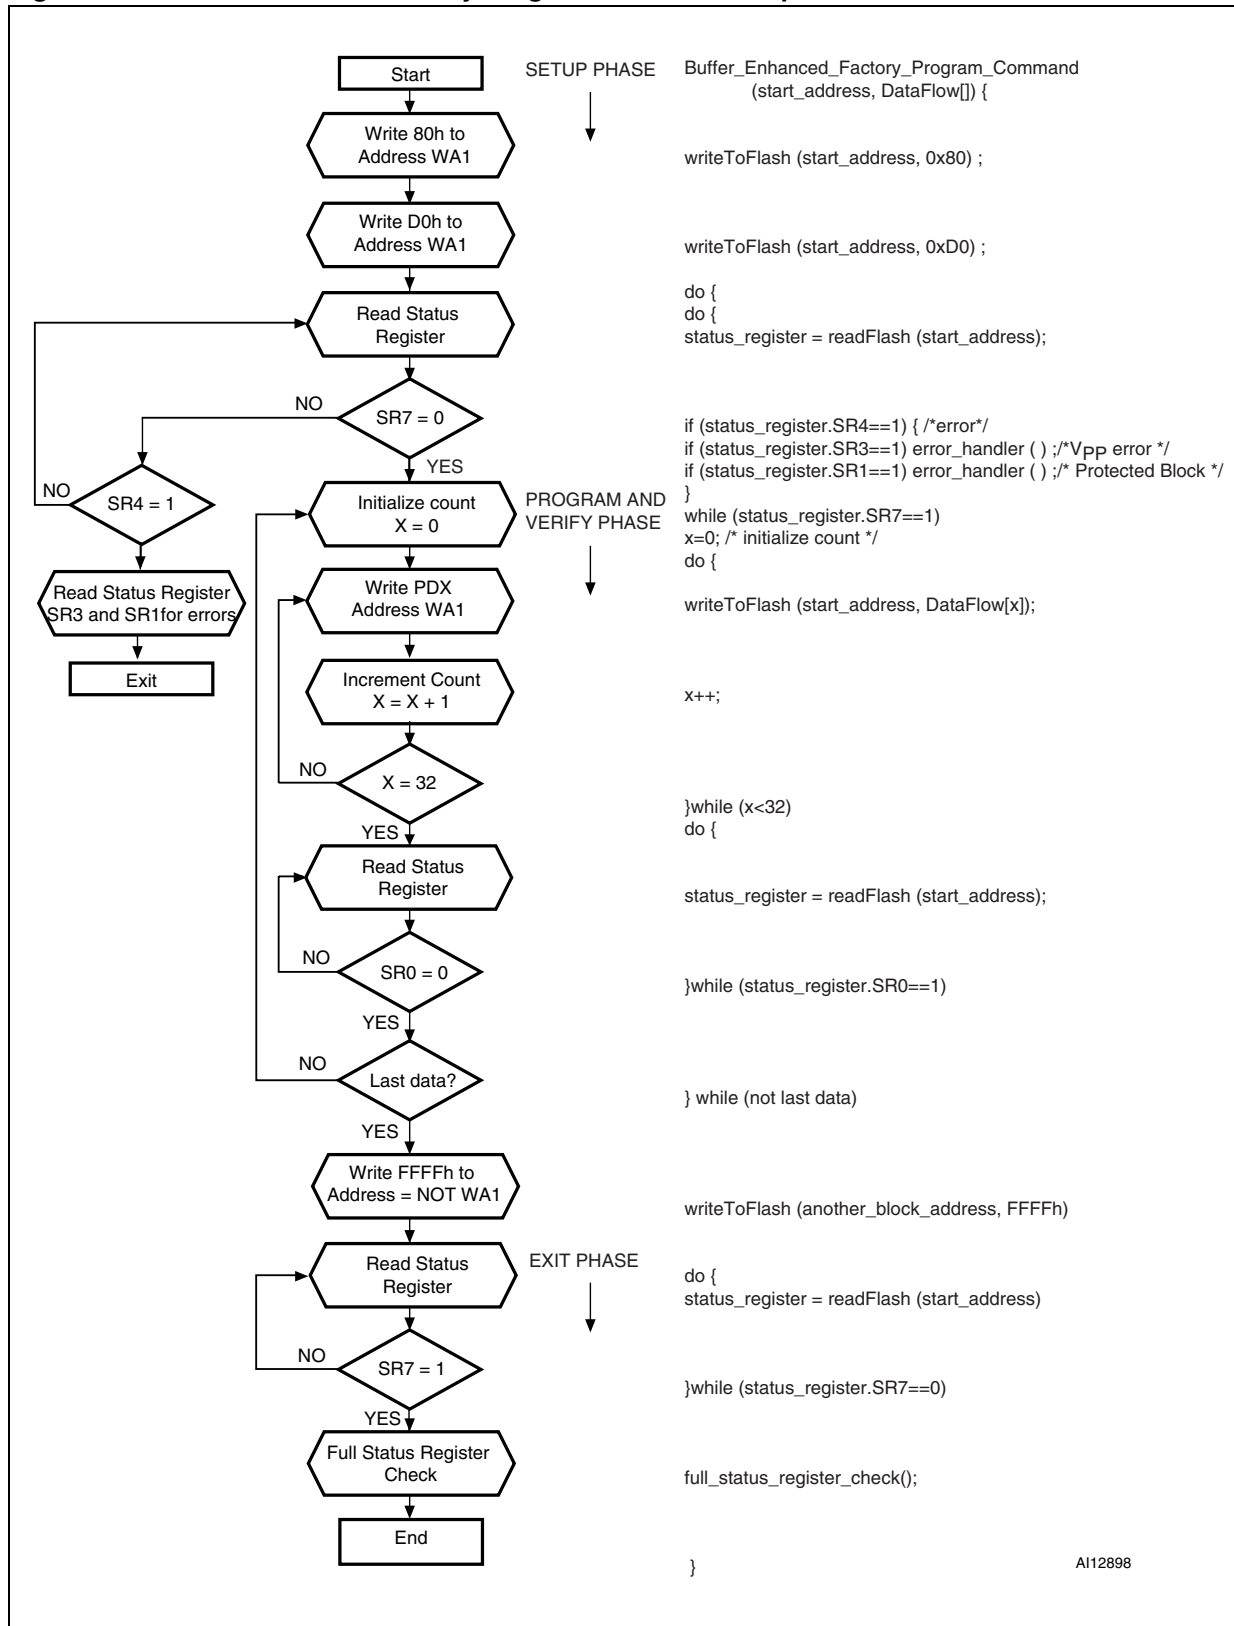 Start
Write 80h to
Address WA1
Write D0h to
Address WA1
Read Status
Register
NO
SR7 = 0
YES
NO
SR4 = 1
Read Status Register
SR3 and SR1for errors
Exit
Initialize count
X = 0
Write PDX
Address WA1
Increment Count
X = X + 1
NO
X = 32
YES
Read Status
Register
NO
SR0 = 0
YES
NO
Last data?
YES
Write FFFFh to
Address = NOT WA1
Read Status
Register
NO
SR7 = 1
YES
Full Status Register
Check
End
SETUP PHASE
PROGRAM AND
VERIFY PHASE
EXIT PHASE
Buffer_Enhanced_Factory_Program_Command
(start_address, DataFlow[]) {
writeToFlash (start_address, 0x80) ;
writeToFlash (start_address, 0xD0) ;
do {
do {
status_register = readFlash (start_address);
if (status_register.SR4==1) { /*error*/
if (status_register.SR3==1) error_handler ( ) ;/*VPP error */
if (status_register.SR1==1) error_handler ( ) ;/* Protected Block */
}
while (status_register.SR7==1)
x=0; /* initialize count */
do {
writeToFlash (start_address, DataFlow[x]);
x++;
}while (x<32)
do {
status_register = readFlash (start_address);
}while (status_register.SR0==1)
} while (not last data)
writeToFlash (another_block_address, FFFFh)
do {
status_register = readFlash (start_address)
}while (status_register.SR7==0)
full_status_register_check();
}
AI12898